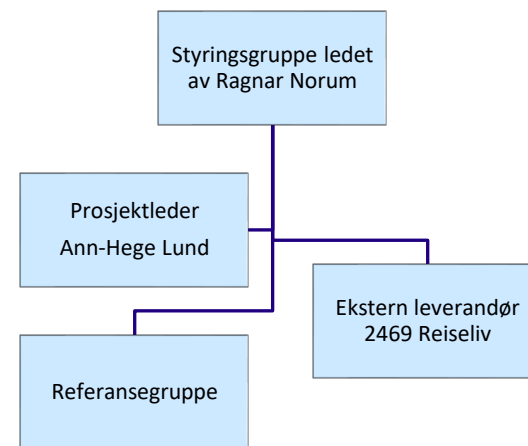 Styringsgruppe ledet
av Ragnar Norum
Prosjektleder
Ann-Hege Lund
Ekstern leverandør
2469 Reiseliv
Referansegruppe